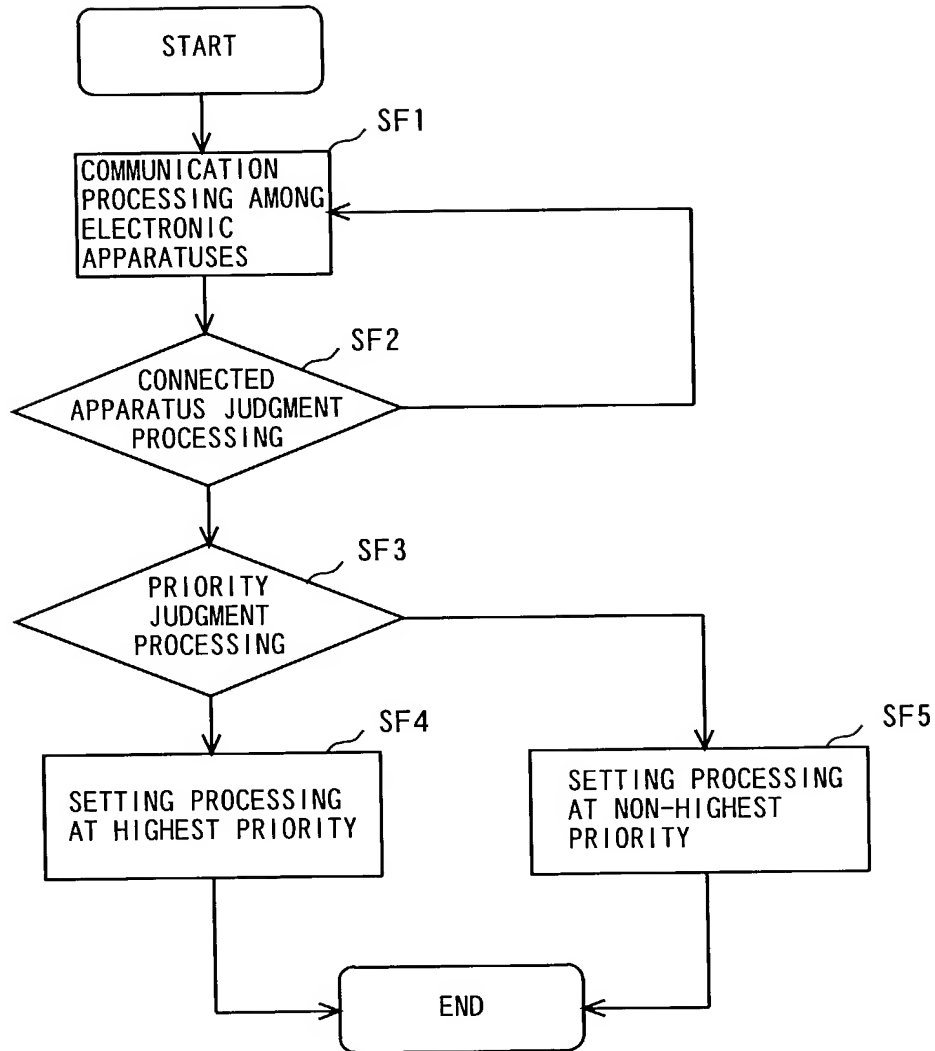 START
SF1
COMMUNICATION
PROCESSING AMONG
ELECTRONIC
APPARATUSES
SF2
CONNECTED
APPARATUS JUDGMENT
PROCESSING
SF3
PRIORITY
JUDGMENT
PROCESSING
SF4
SETTING PROCESSING
AT HIGHEST PRIORITY
SF5
SETTING PROCESSING
AT NON-HIGHEST
PRIORITY
END